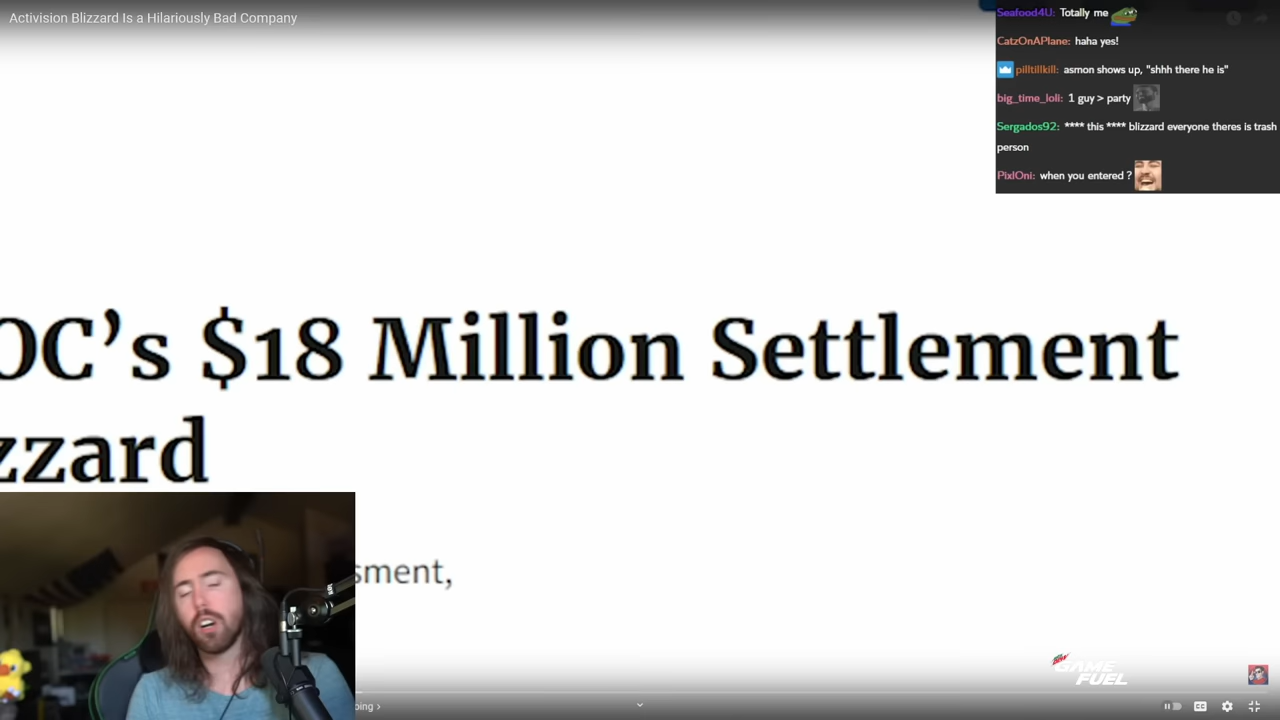 Activision Blizzard Is a Hilariously Bad Company
Seafood4U: Totally me
CatzOnAPlane: haha yes!
pilltillkill: asmon shows up, "shhh there he is"
big_time_loli: 1 guy > party
Sergados92: **** this **** blizzard everyone theres is trash
person
PixlOni: when you entered ?
OC's $18 Million Settlement
zzard
sment,
GAME
FUEL
ping ›
CC